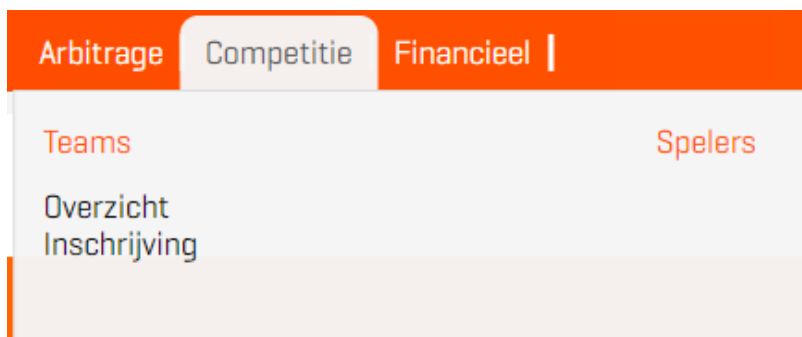 Arbitrage Competitie Financieel
Teams Spelers
Overzicht
Inschrijving